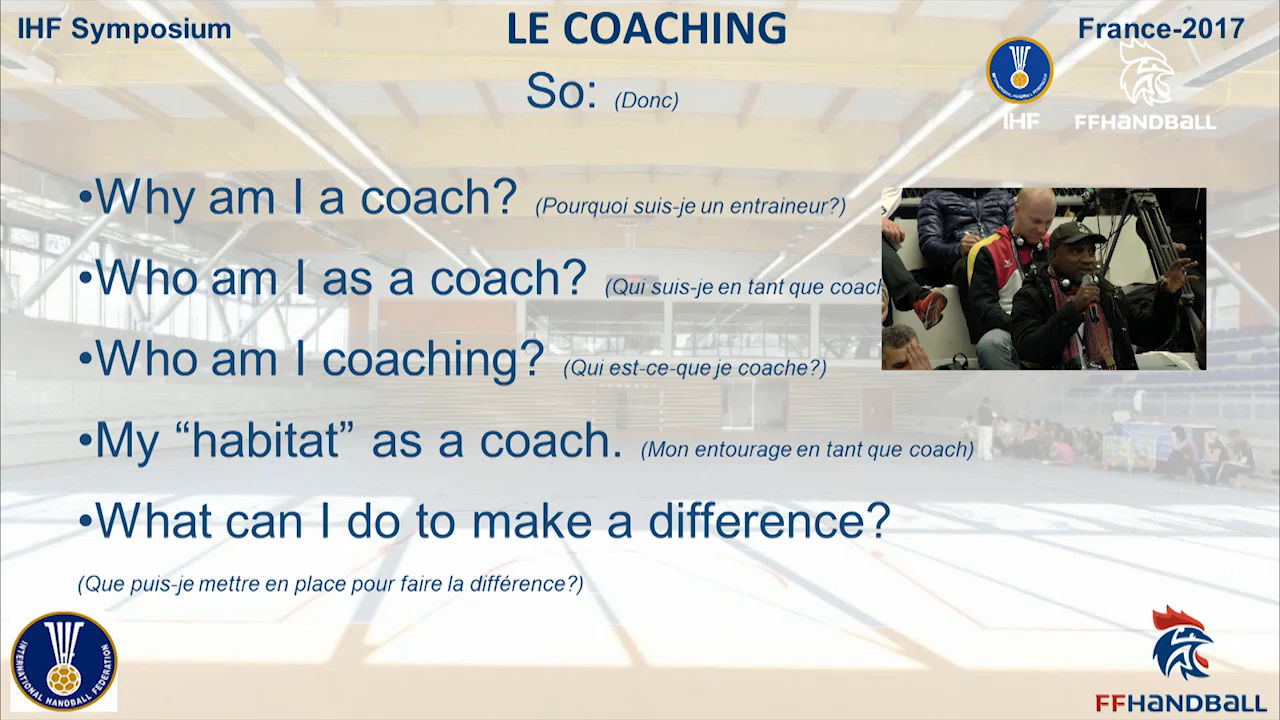 IHF Symposium
LE COACHING
France-2017
So: (Donc)
IHF
FFHANDBALL
•Why am I a coach? (Pourquoi suis-je un entraineur?)
•Who am I as a coach? (Qui suis-je en tant que coach
•Who am I coaching? (Qui est-ce-que je coache?)
•My “habitat” as a coach. (Mon entourage en tant que coach)
•What can I do to make a difference?
(Que puis-je mettre en place pour faire la différence?)
INTERNATIONAL HANDBALL FEDERATION
FFHANDBALL